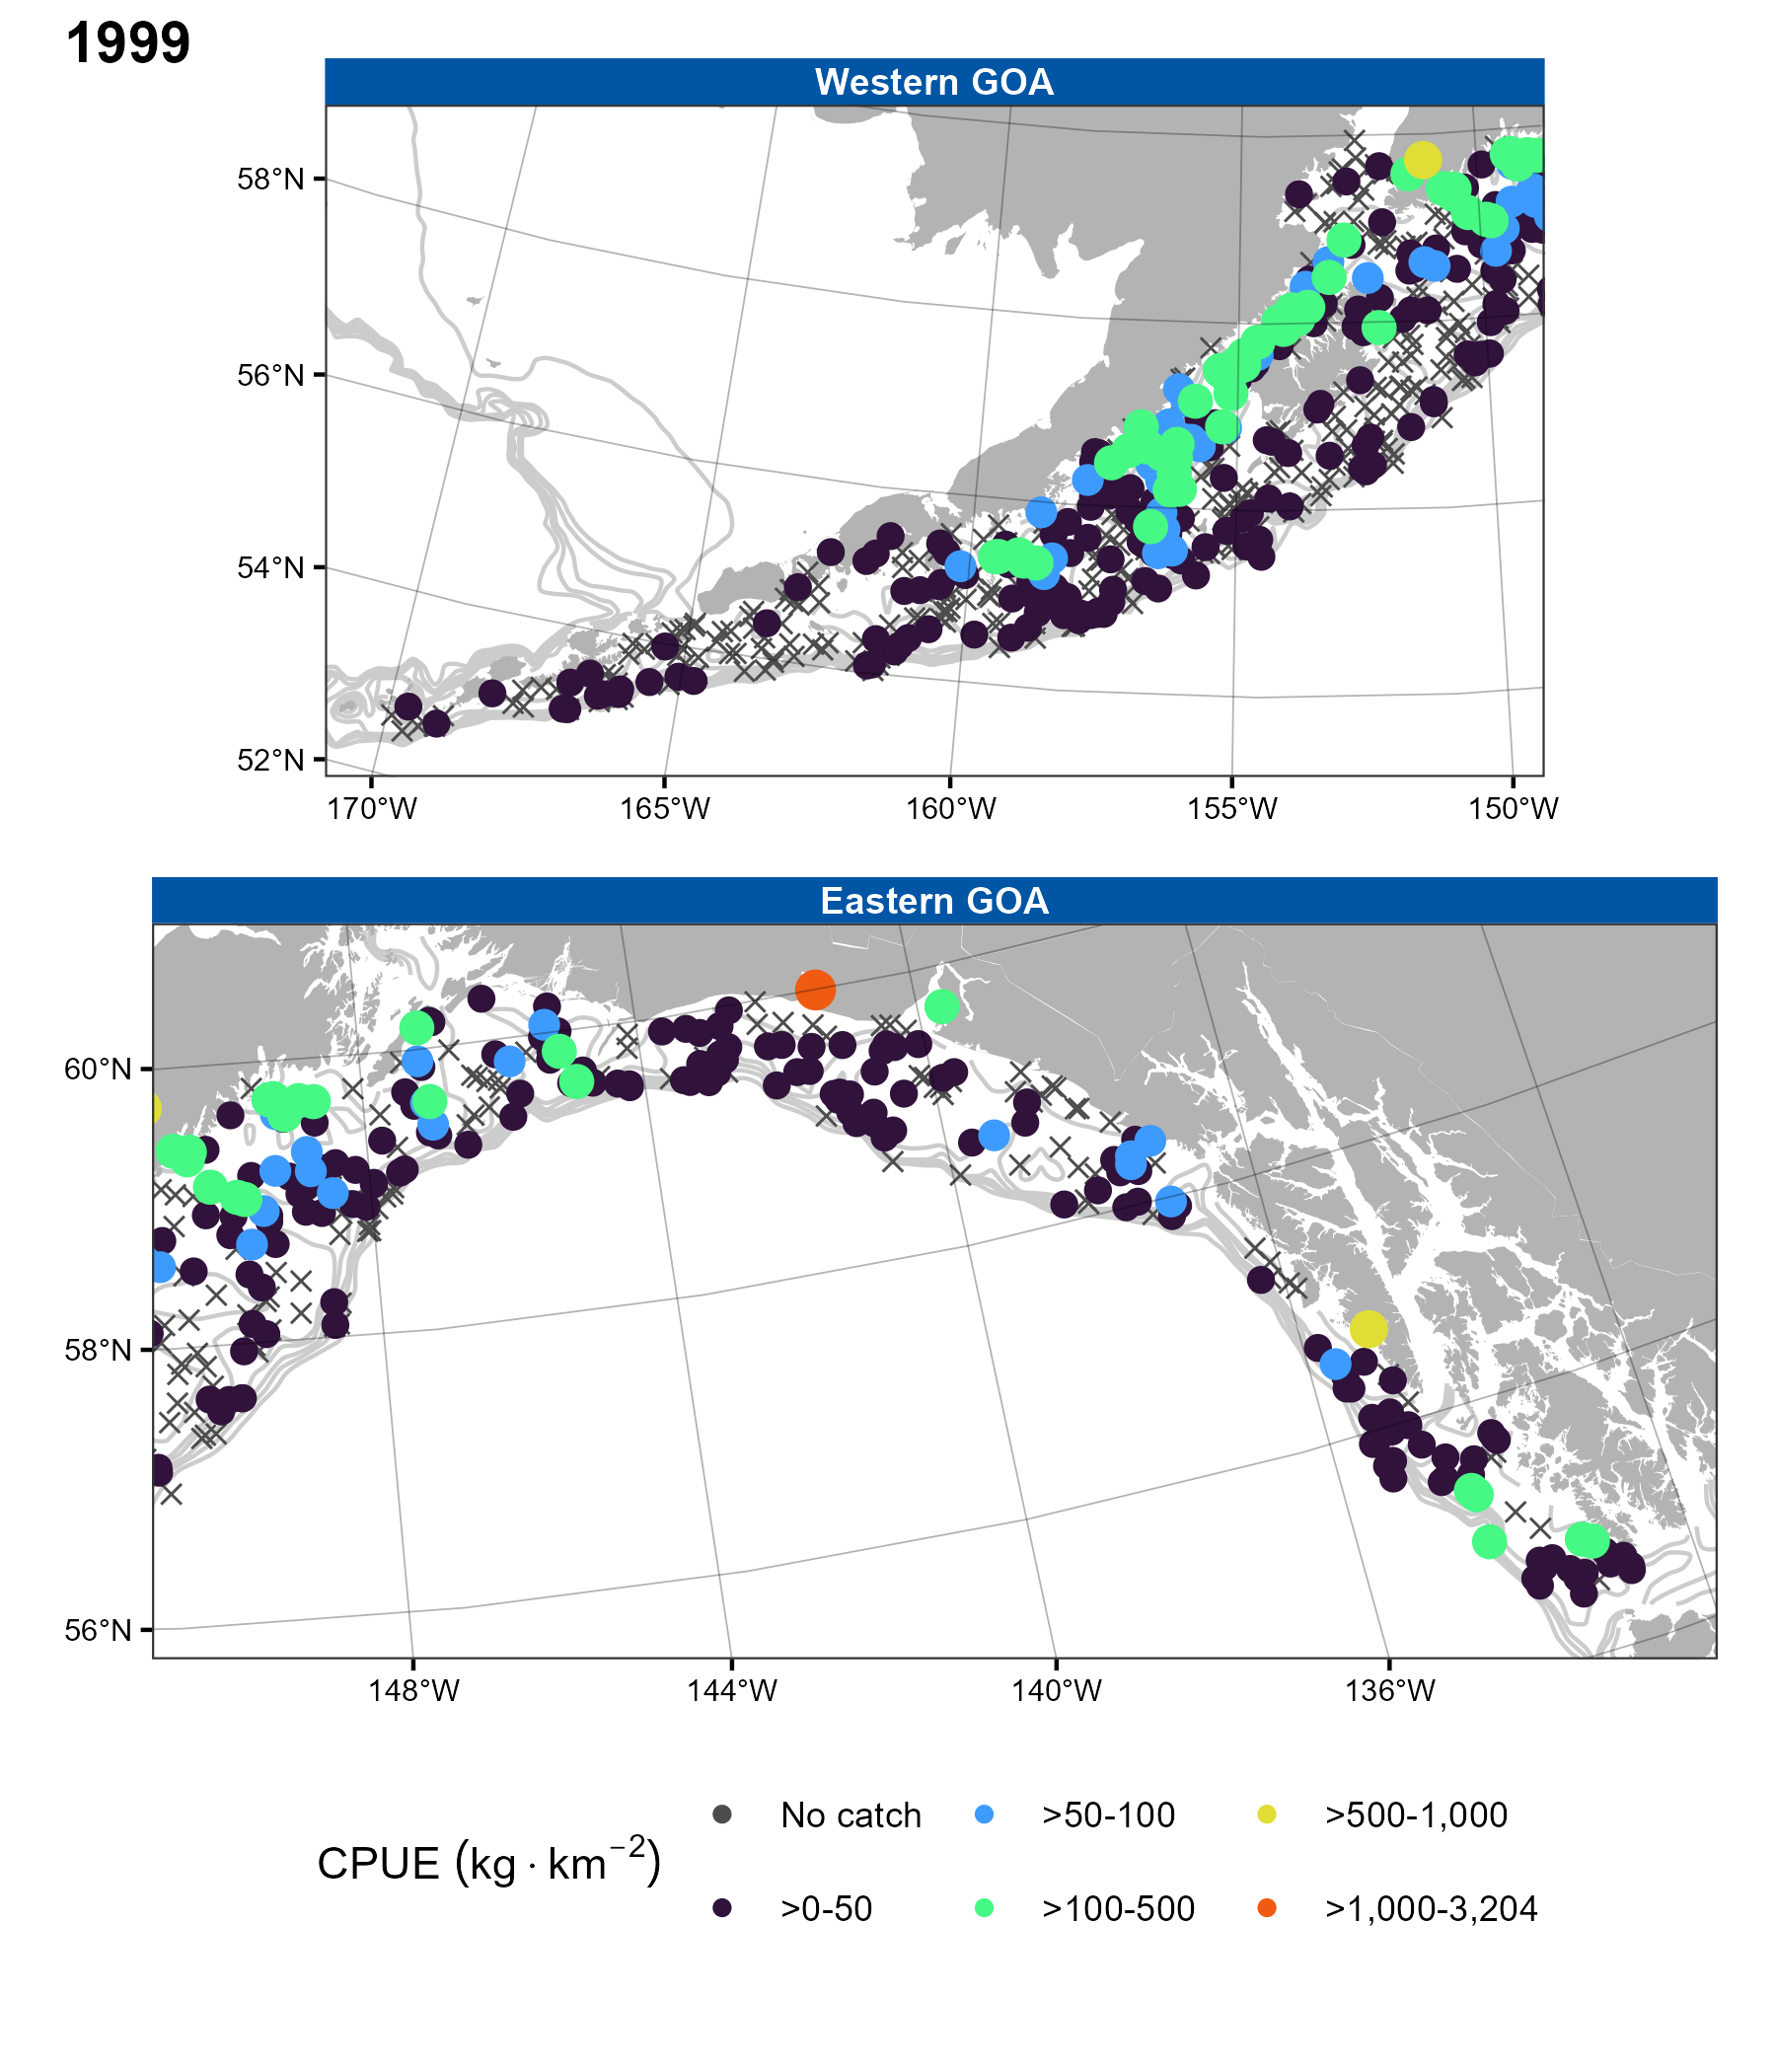 1999
Western GOA
58°N
56°N
54°N
52°N
170°W 165°W 160°W 155°W 150°W
Eastern GOA
60°N
58°N
56°N
148°W 144°W 140°W 136°W
CPUE (kg · km⁻²)
No catch >50-100 >500-1,000
>0-50 >100-500 >1,000-3,204